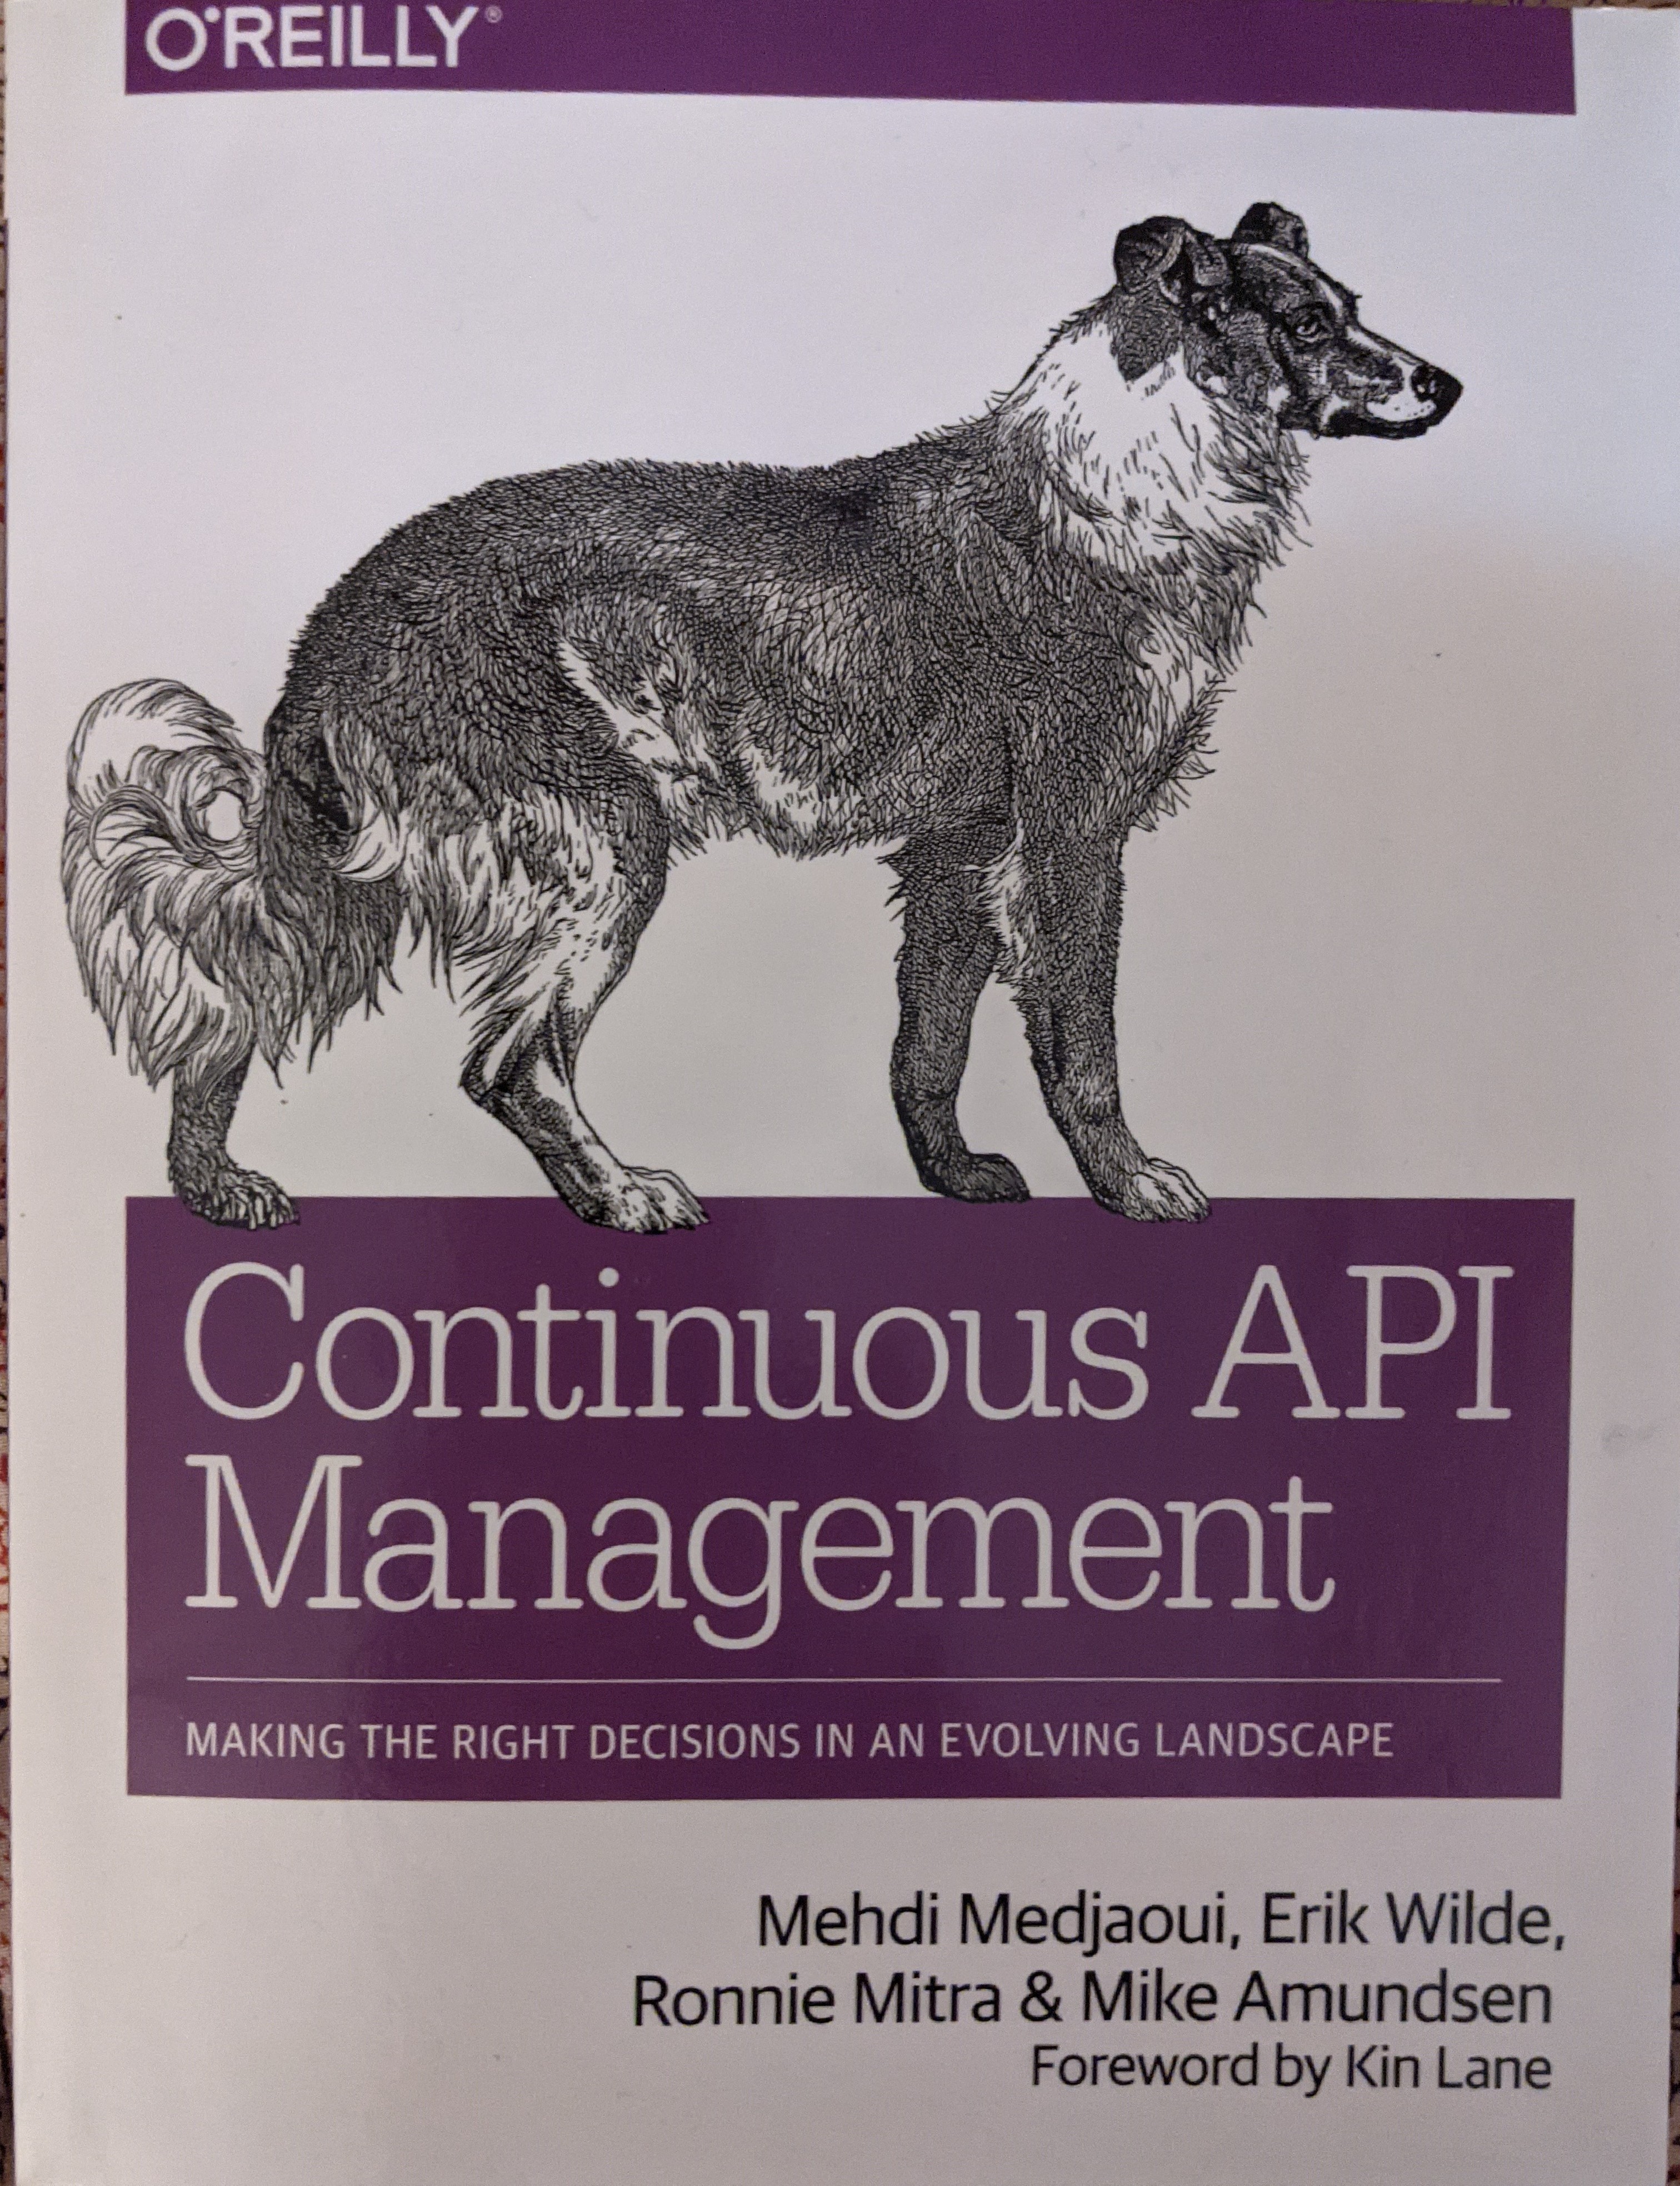 O'REILLY®
Continuous API
Management
MAKING THE RIGHT DECISIONS IN AN EVOLVING LANDSCAPE
Mehdi Medjaoui, Erik Wilde,
Ronnie Mitra & Mike Amundsen
Foreword by Kin Lane